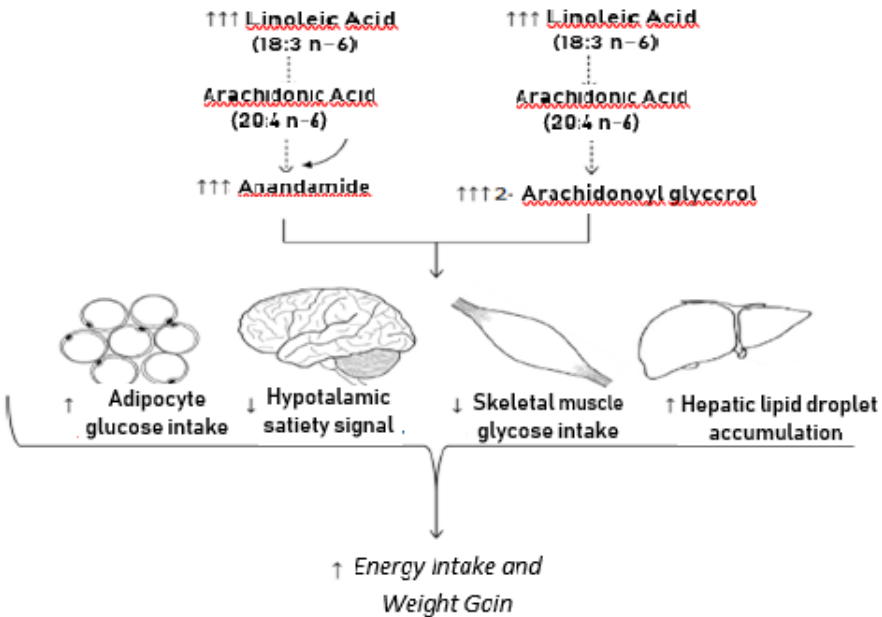 ↑↑↑ Linoleic Acid
(18:3 n-6)
↑↑↑ Linoleic Acid
(18:3 n-6)
Arachidonic Acid
(20:4 n-6)
Arachidonic Acid
(20:4 n-6)
↑↑↑ Anandamide
↑↑↑ 2- Arachidonoyl glycerol
↑ Adipocyte
glucose intake
↓ Hypotalamic
satiety signal
↓ Skeletal muscle
glycose intake
↑ Hepatic lipid droplet
accumulation
↑ Energy Intake and
Weight Gain